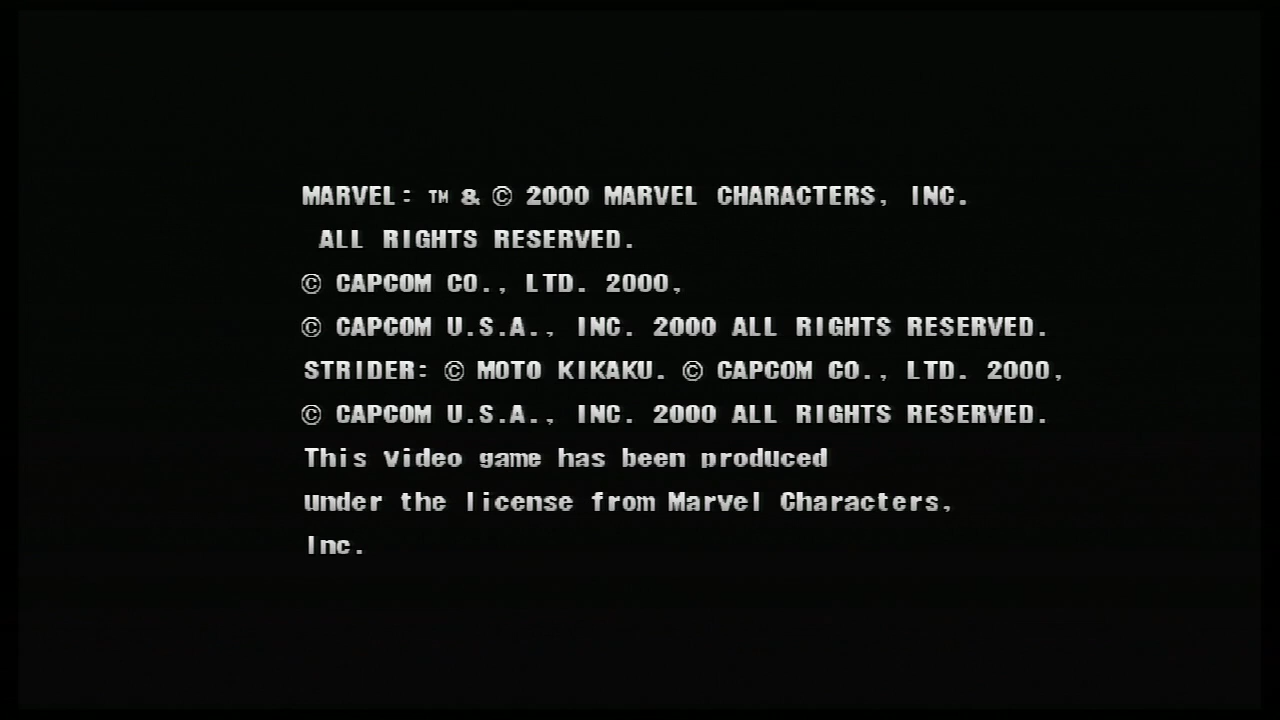 MARVEL: ™ & © 2000 MARVEL CHARACTERS, INC.
ALL RIGHTS RESERVED.
© CAPCOM CO., LTD. 2000,
© CAPCOM U.S.A., INC. 2000 ALL RIGHTS RESERVED.
STRIDER: © MOTO KIKAKU. © CAPCOM CO., LTD. 2000,
© CAPCOM U.S.A., INC. 2000 ALL RIGHTS RESERVED.
This video game has been produced
under the license from Marvel Characters,
Inc.